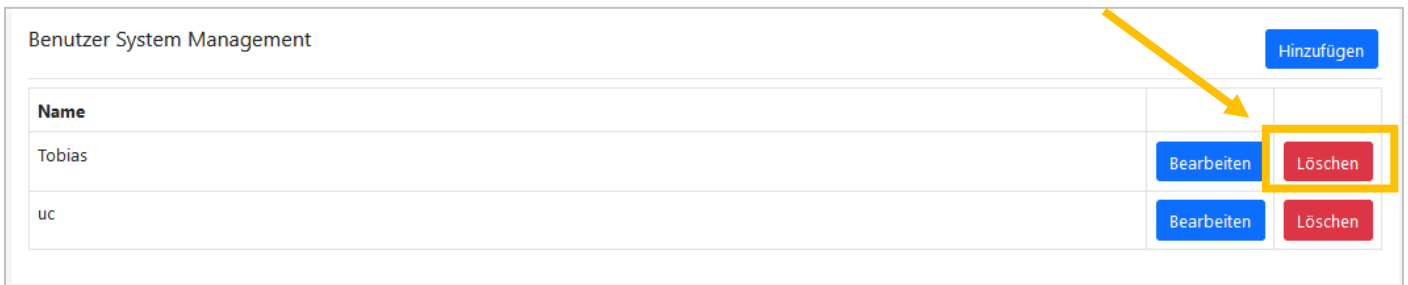 Benutzer System Management
Hinzufügen
Name
Tobias Bearbeiten Löschen
uc Bearbeiten Löschen